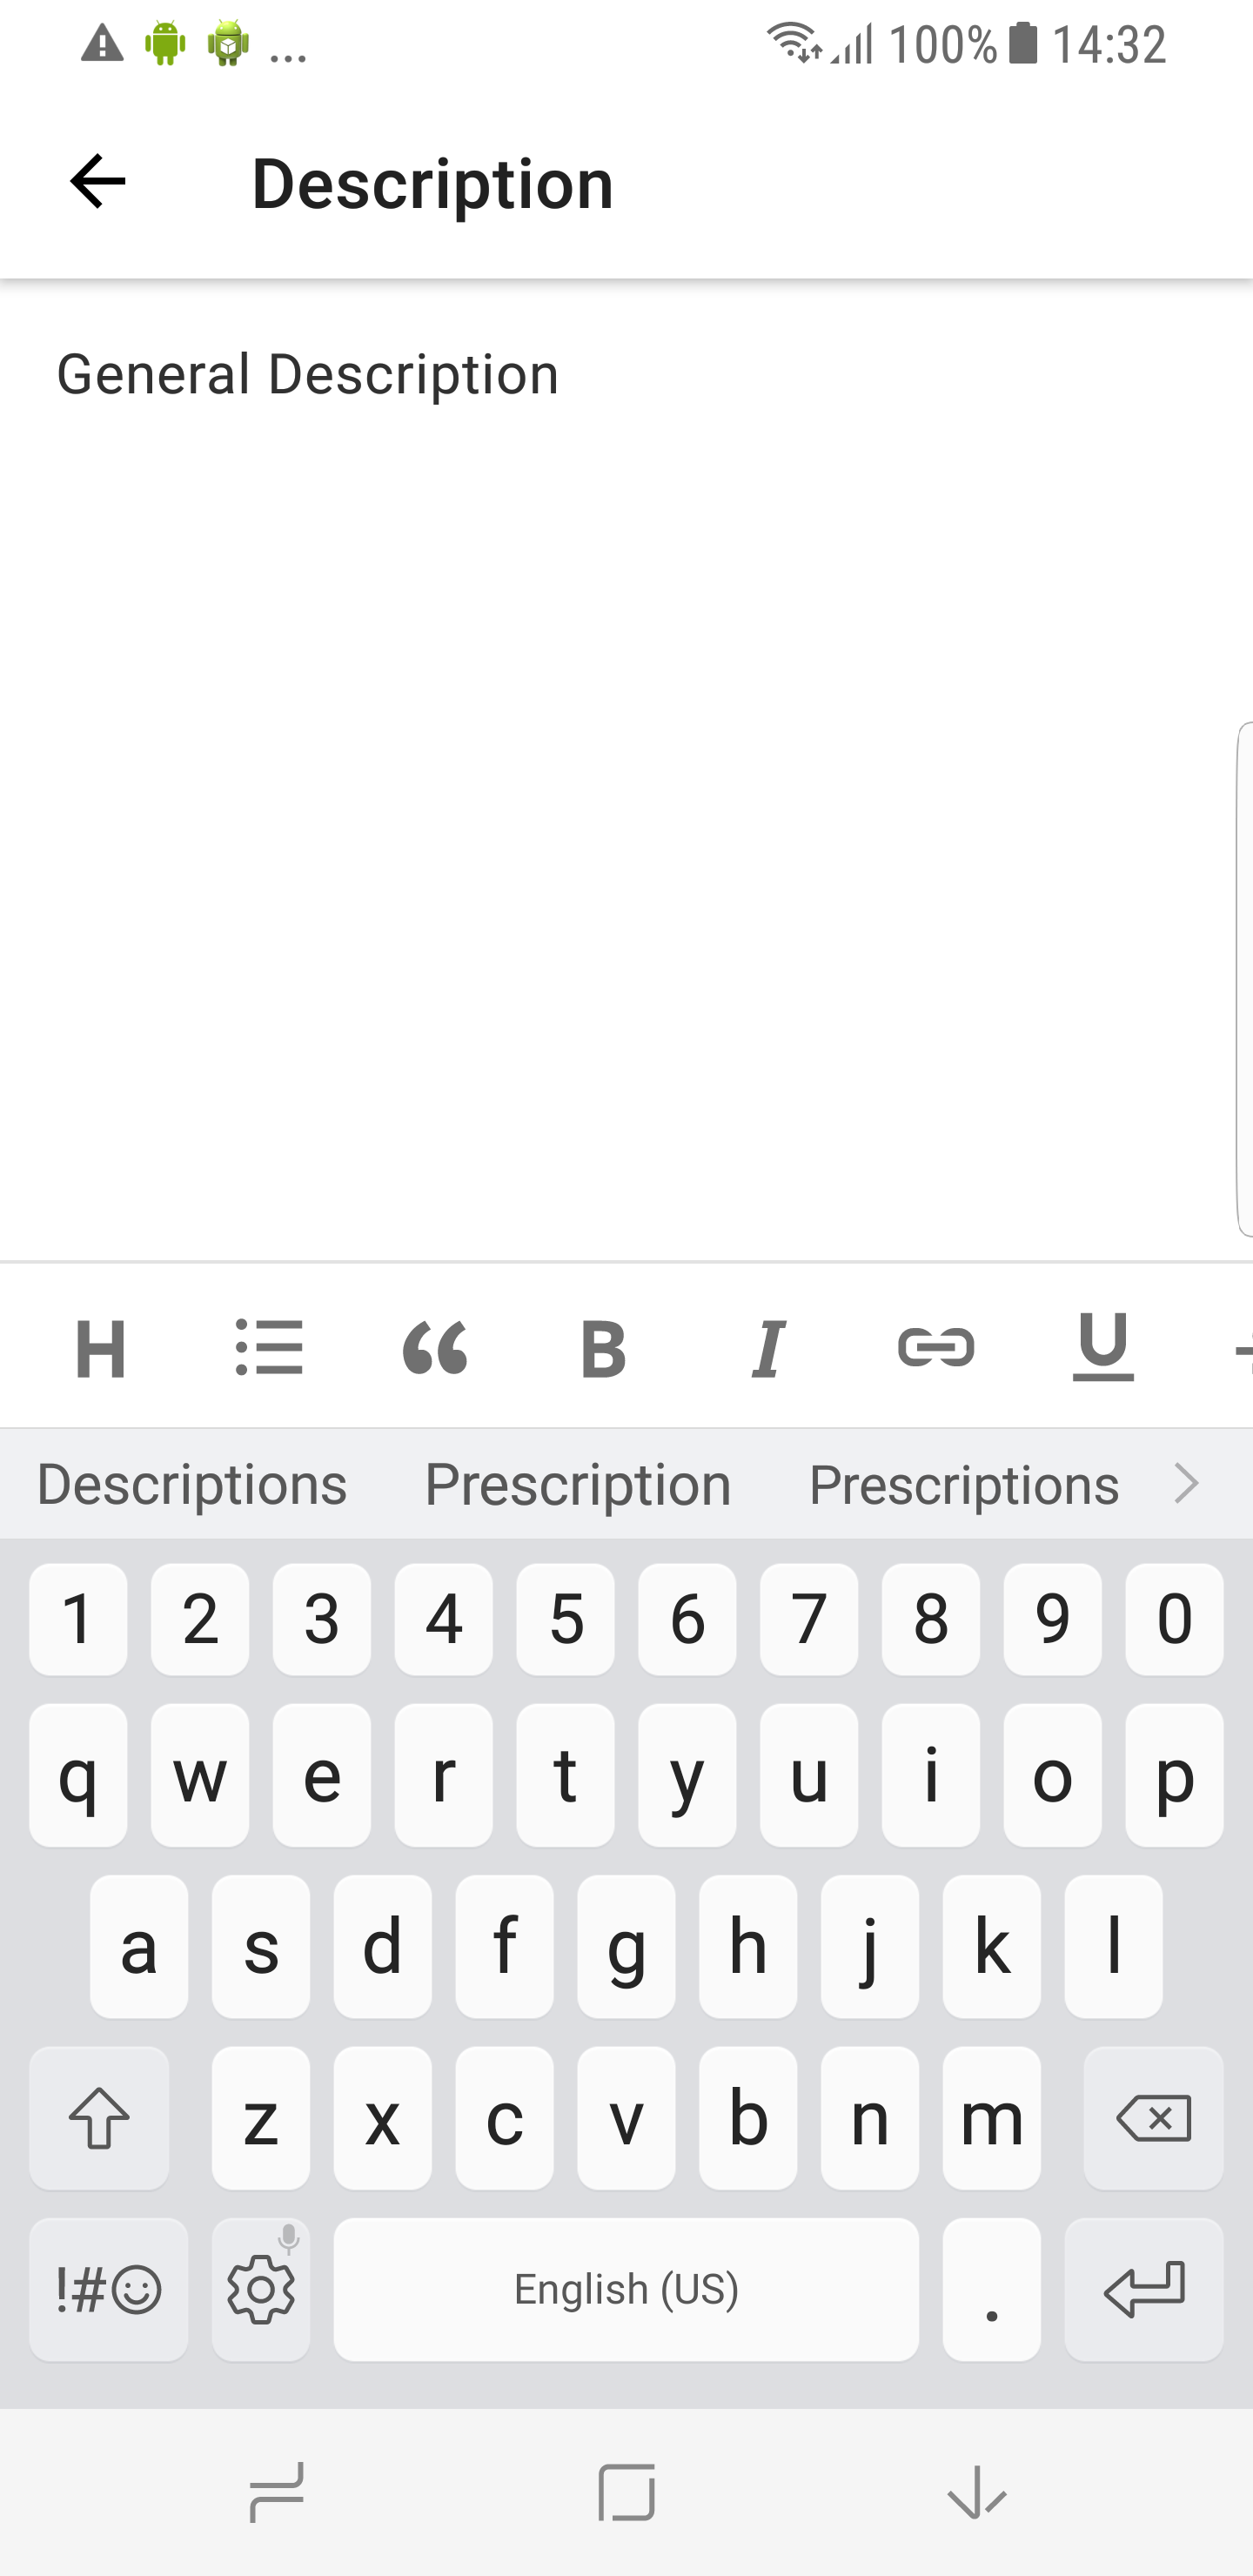 ... 100% 14:32
Description
General Description
H B I U
Descriptions Prescription Prescriptions
1 2 3 4 5 6 7 8 9 0
q w e r t y u i o p
a s d f g h j k l
z x c v b n m
!#☺ English (US) .